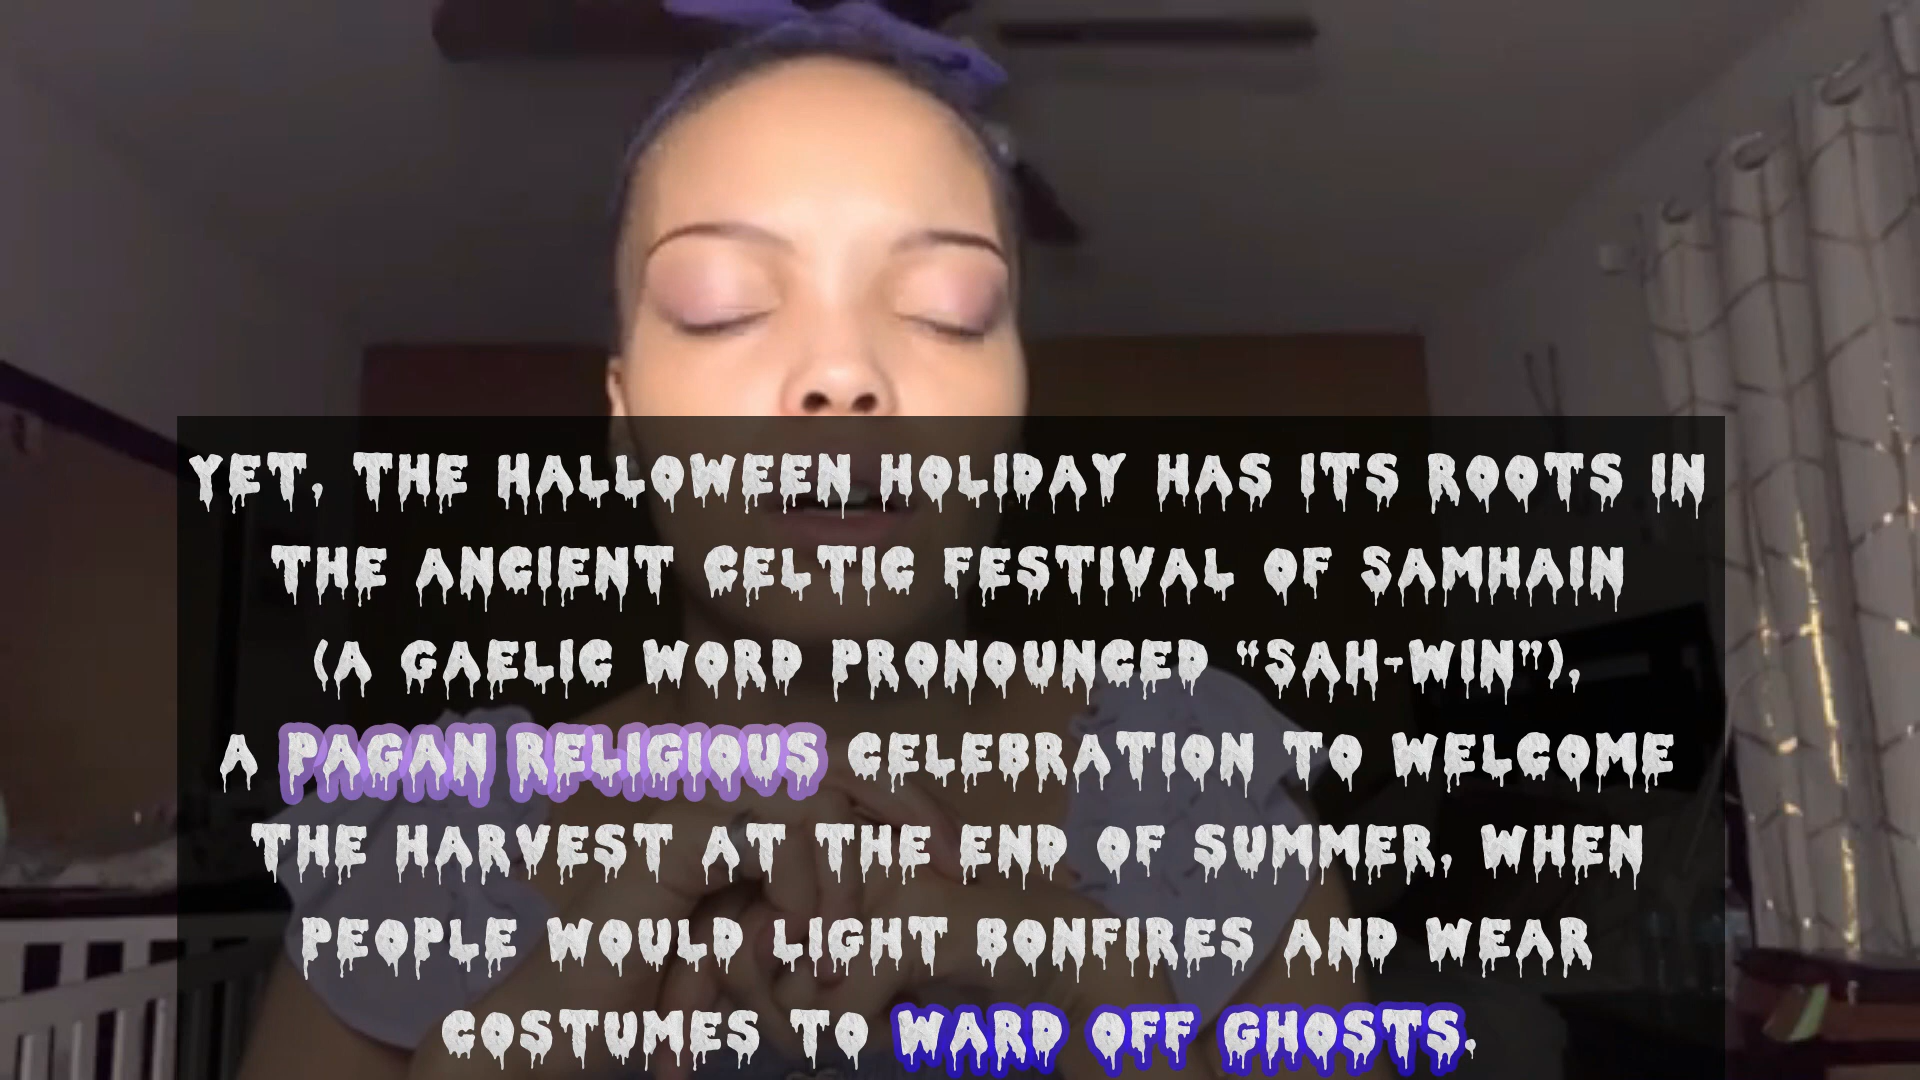 YET, THE HALLOWEEN HOLIDAY HAS ITS ROOTS IN
THE ANCIENT CELTIC FESTIVAL OF SAMHAIN
(A GAELIC WORD PRONOUNCED “SAH-WIN”),
A PAGAN RELIGIOUS CELEBRATION TO WELCOME
THE HARVEST AT THE END OF SUMMER, WHEN
PEOPLE WOULD LIGHT BONFIRES AND WEAR
COSTUMES TO WARD OFF GHOSTS.